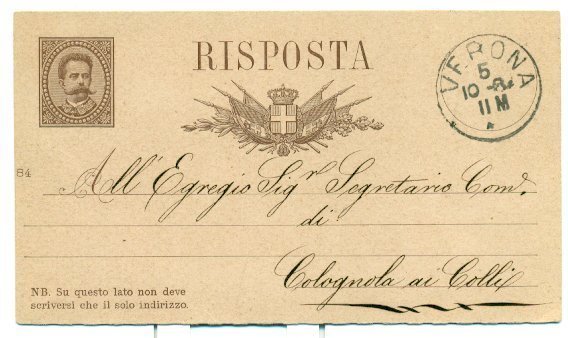 RISPOSTA
VERONA
5
10-84
11 M
84
All'Egregio Sig.r Segretario Com.
di
Colognola ai Colli
NB. Su questo lato non deve
scriversi che il solo indirizzo.